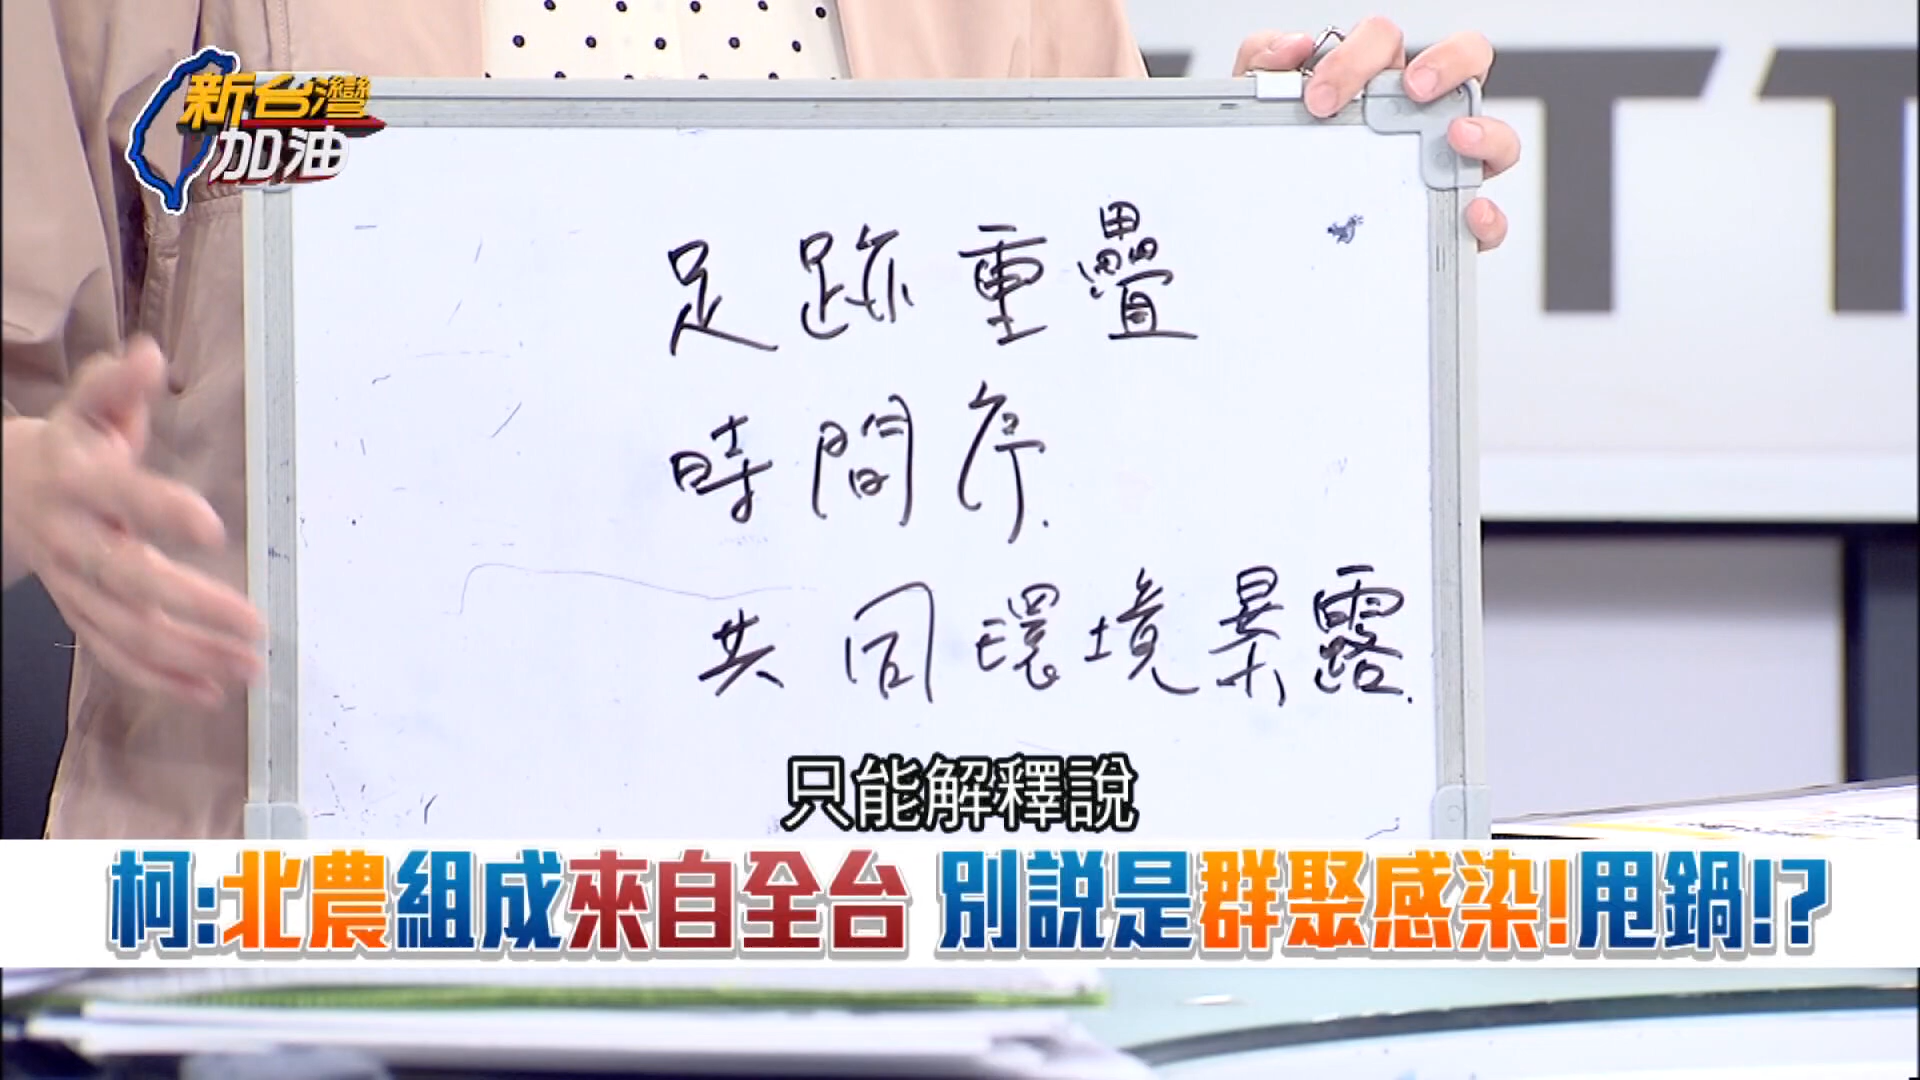 新台灣
加油
TT
足跡重疊
時間序.
共同環境暴露.
只能解釋說
柯:北農組成來自全台 別說是群聚感染!甩鍋!?